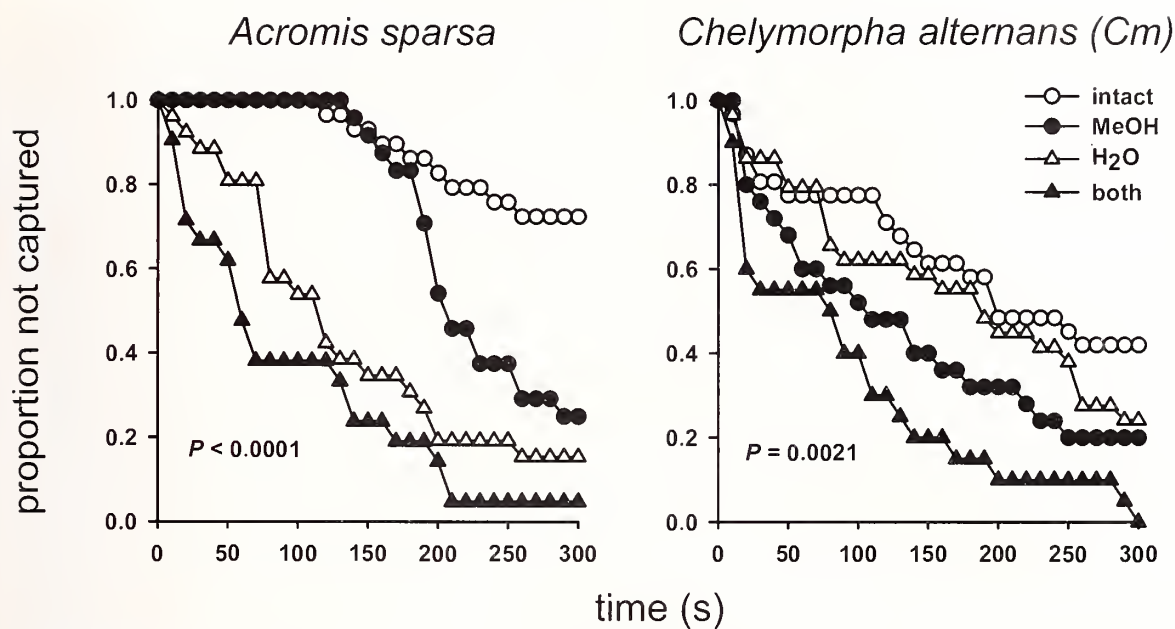 Acromis sparsa
Chelymorpha alternans (Cm)
proportion not captured
1.0
0.8
0.6
0.4
0.2
0.0
P < 0.0001
0 50 100 150 200 250 300
intact
MeOH
H₂O
both
1.0
0.8
0.6
0.4
0.2
0.0
P = 0.0021
0 50 100 150 200 250 300
time (s)